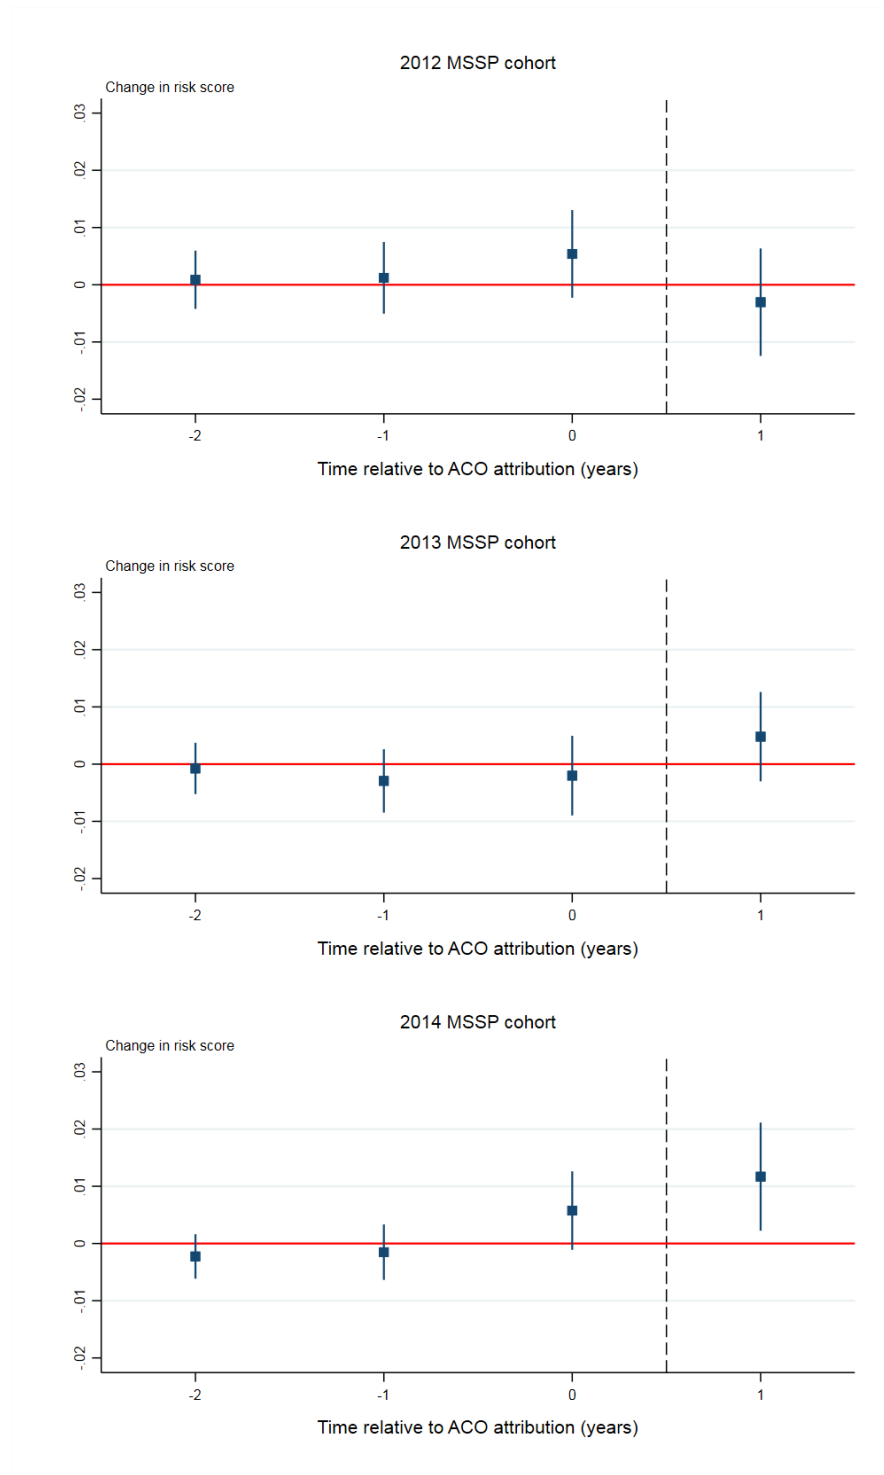 2012 MSSP cohort
Change in risk score
.03
.02
.01
0
-.01
-.02
-2 -1 0 1
Time relative to ACO attribution (years)
2013 MSSP cohort
Change in risk score
.03
.02
.01
0
-.01
-.02
-2 -1 0 1
Time relative to ACO attribution (years)
2014 MSSP cohort
Change in risk score
.03
.02
.01
0
-.01
-.02
-2 -1 0 1
Time relative to ACO attribution (years)